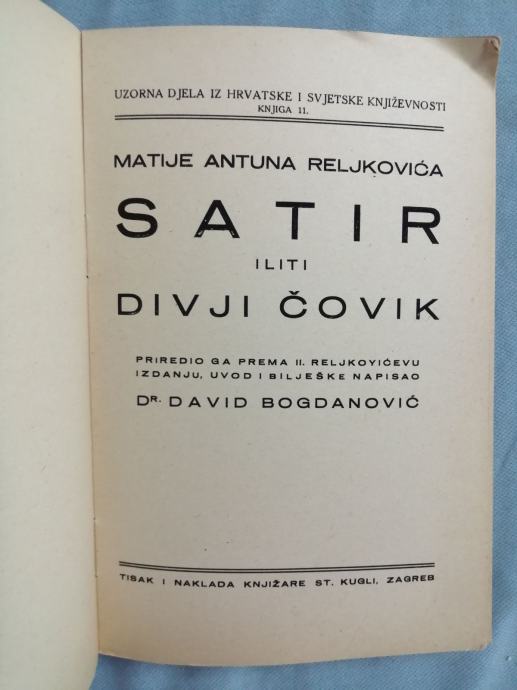 UZORNA DJELA IZ HRVATSKE I SVJETSKE KNJIŽEVNOSTI
KNJIGA 11.
MATIJE ANTUNA RELJKOVIĆA
SATIR
ILITI
DIVJI ČOVIK
PRIREDIO GA PREMA II. RELJKOVIĆEVU
IZDANJU, UVOD I BILJEŠKE NAPISAO
DR. DAVID BOGDANOVIĆ
TISAK I NAKLADA KNJIŽARE ST. KUGLI, ZAGREB